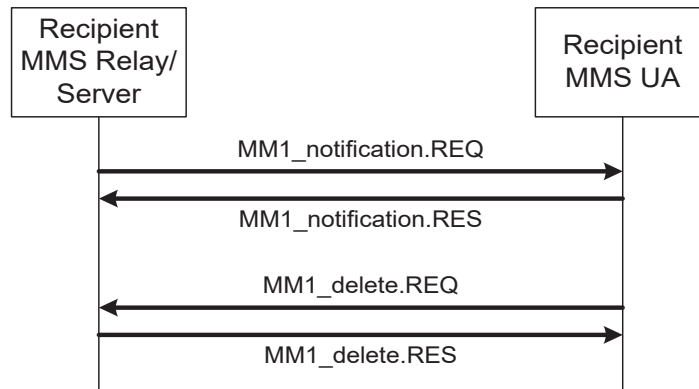 Recipient
MMS Relay/
Server
Recipient
MMS UA
MM1_notification.REQ
MM1_notification.RES
MM1_delete.REQ
MM1_delete.RES